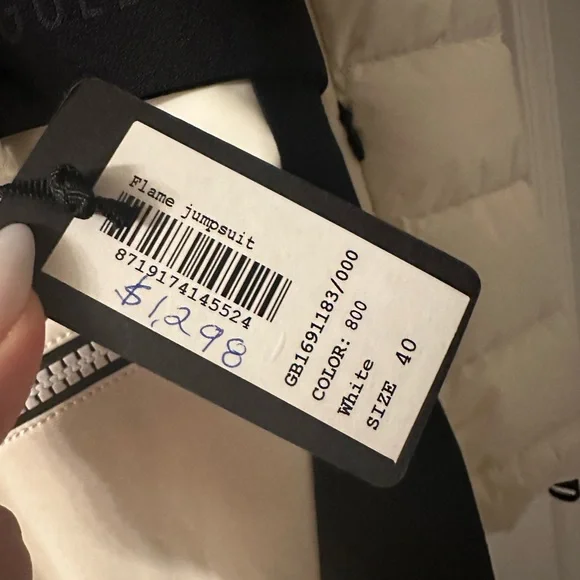 Flame jumpsuit
8719174145524
$1,298
GB1691183/000
COLOR: 800
White
SIZE 40